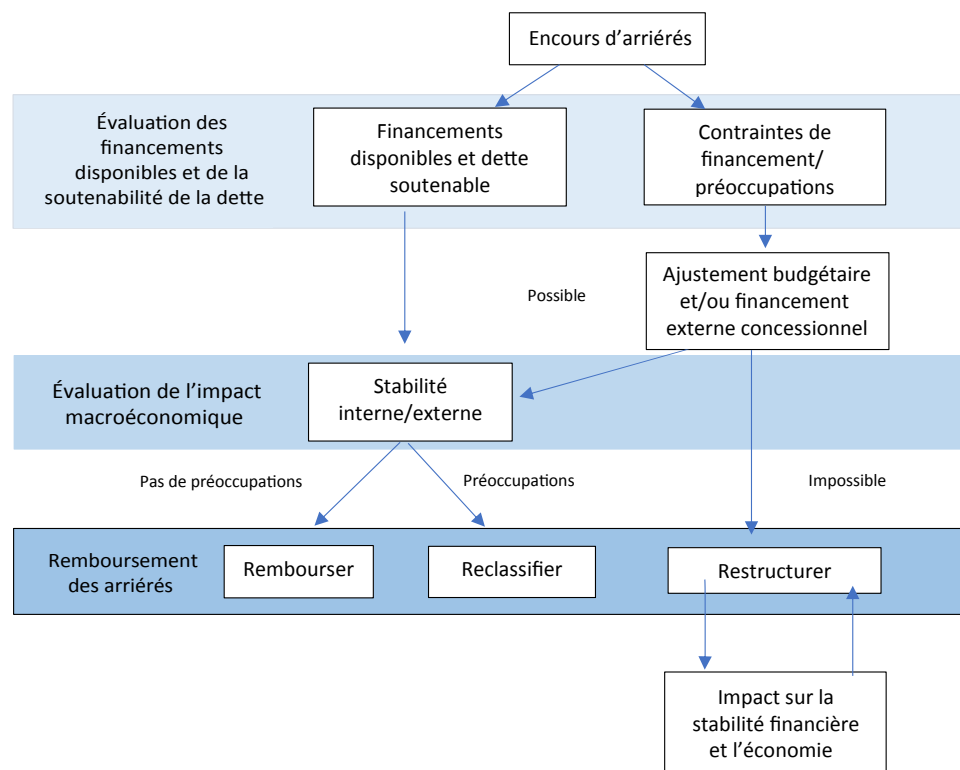 Encours d'arriérés
Évaluation des
financements
disponibles et de la
soutenabilité de la dette
Financements
disponibles et dette
soutenable
Contraintes de
financement/
préoccupations
Possible
Ajustement budgétaire
et/ou financement
externe concessionnel
Évaluation de l'impact
macroéconomique
Stabilité
interne/externe
Pas de préoccupations
Préoccupations
Impossible
Remboursement
des arriérés
Rembourser
Reclassifier
Restructurer
Impact sur la
stabilité financière
et l'économie